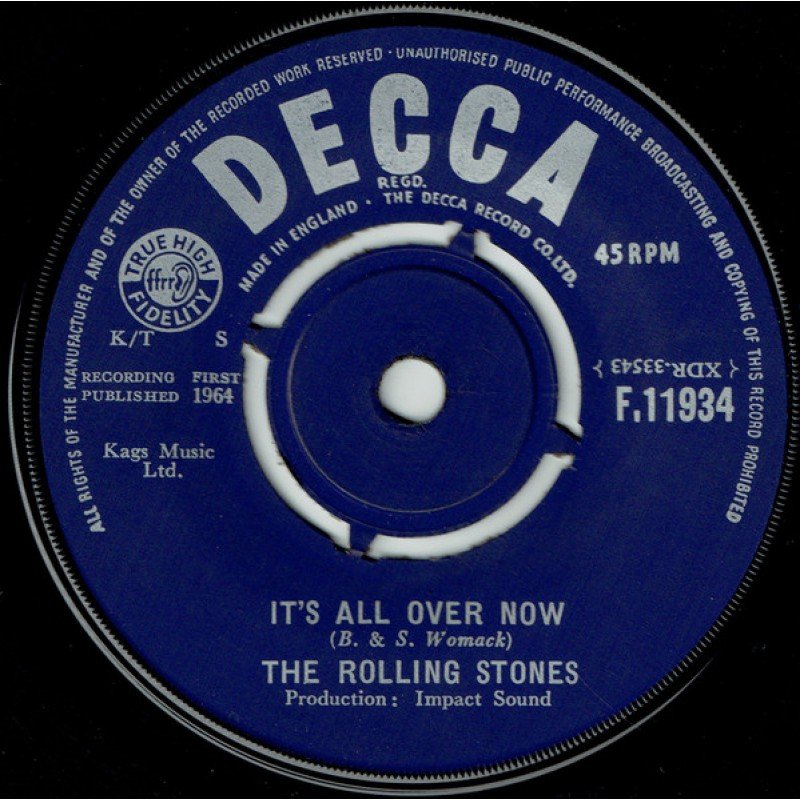 ALL RIGHTS OF THE MANUFACTURER AND OF THE OWNER OF THE RECORDED WORK RESERVED · UNAUTHORISED PUBLIC PERFORMANCE BROADCASTING AND COPYING OF THIS RECORD PROHIBITED
DECCA
REGD.
MADE IN ENGLAND · THE DECCA RECORD CO. LTD.
TRUE HIGH
ffrr
FIDELITY
45 RPM
K/T S
RECORDING FIRST
PUBLISHED 1964
{ XDR-33543 }
F.11934
Kags Music
Ltd.
IT'S ALL OVER NOW
(B. & S. Womack)
THE ROLLING STONES
Production: Impact Sound